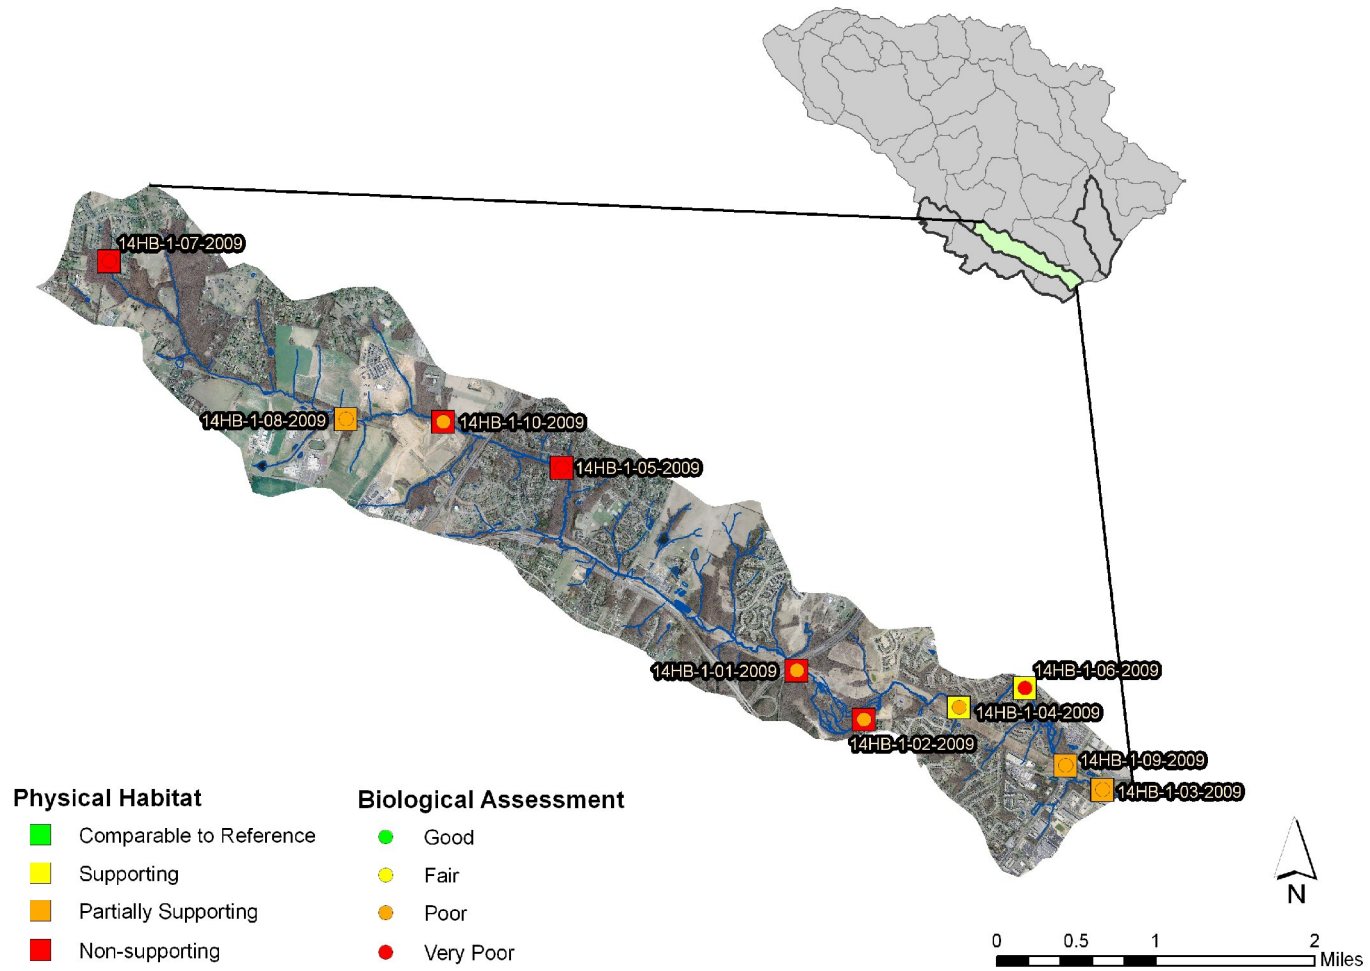 14HB-1-07-2009
14HB-1-08-2009
14HB-1-10-2009
14HB-1-05-2009
14HB-1-01-2009
14HB-1-06-2009
14HB-1-04-2009
14HB-1-02-2009
14HB-1-09-2009
14HB-1-03-2009
Physical Habitat
Comparable to Reference
Supporting
Partially Supporting
Non-supporting
Biological Assessment
Good
Fair
Poor
Very Poor
N
0 0.5 1 2
Miles